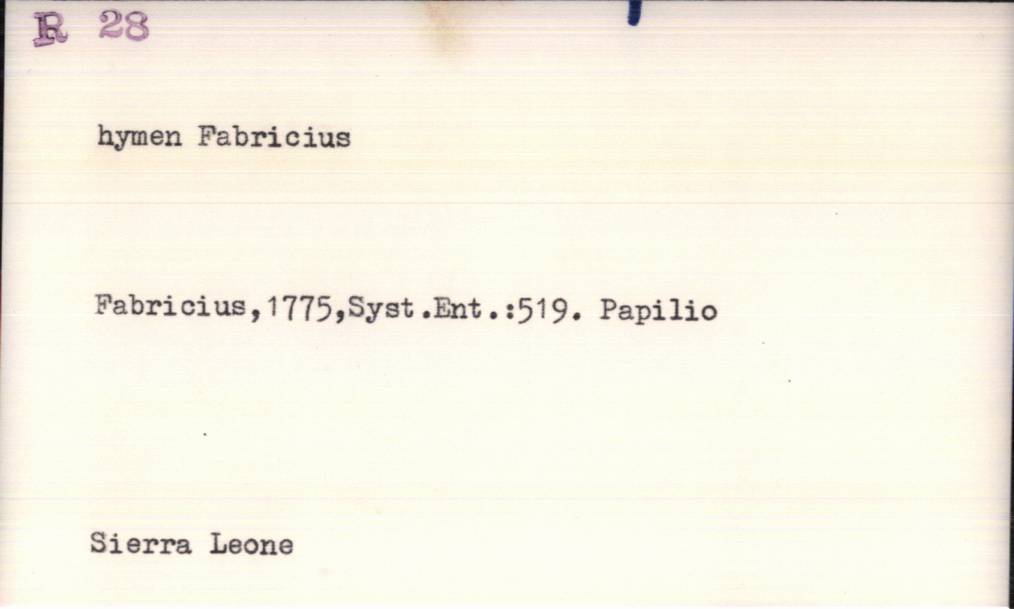 R 28
hymen Fabricius
Fabricius,1775,Syst.Ent.:519. Papilio
Sierra Leone